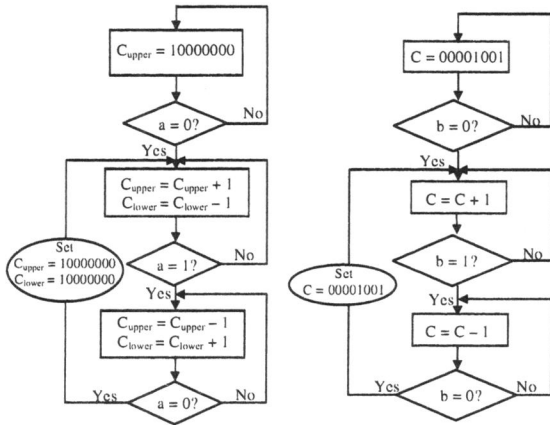 C_upper = 10000000
a = 0?
No
Yes
C_upper = C_upper + 1
C_lower = C_lower − 1
Set
C_upper = 10000000
C_lower = 10000000
a = 1?
No
Yes
C_upper = C_upper − 1
C_lower = C_lower + 1
Yes
a = 0?
No
C = 00001001
b = 0?
No
Yes
C = C + 1
b = 1?
No
Set
C = 00001001
Yes
C = C − 1
Yes
b = 0?
No